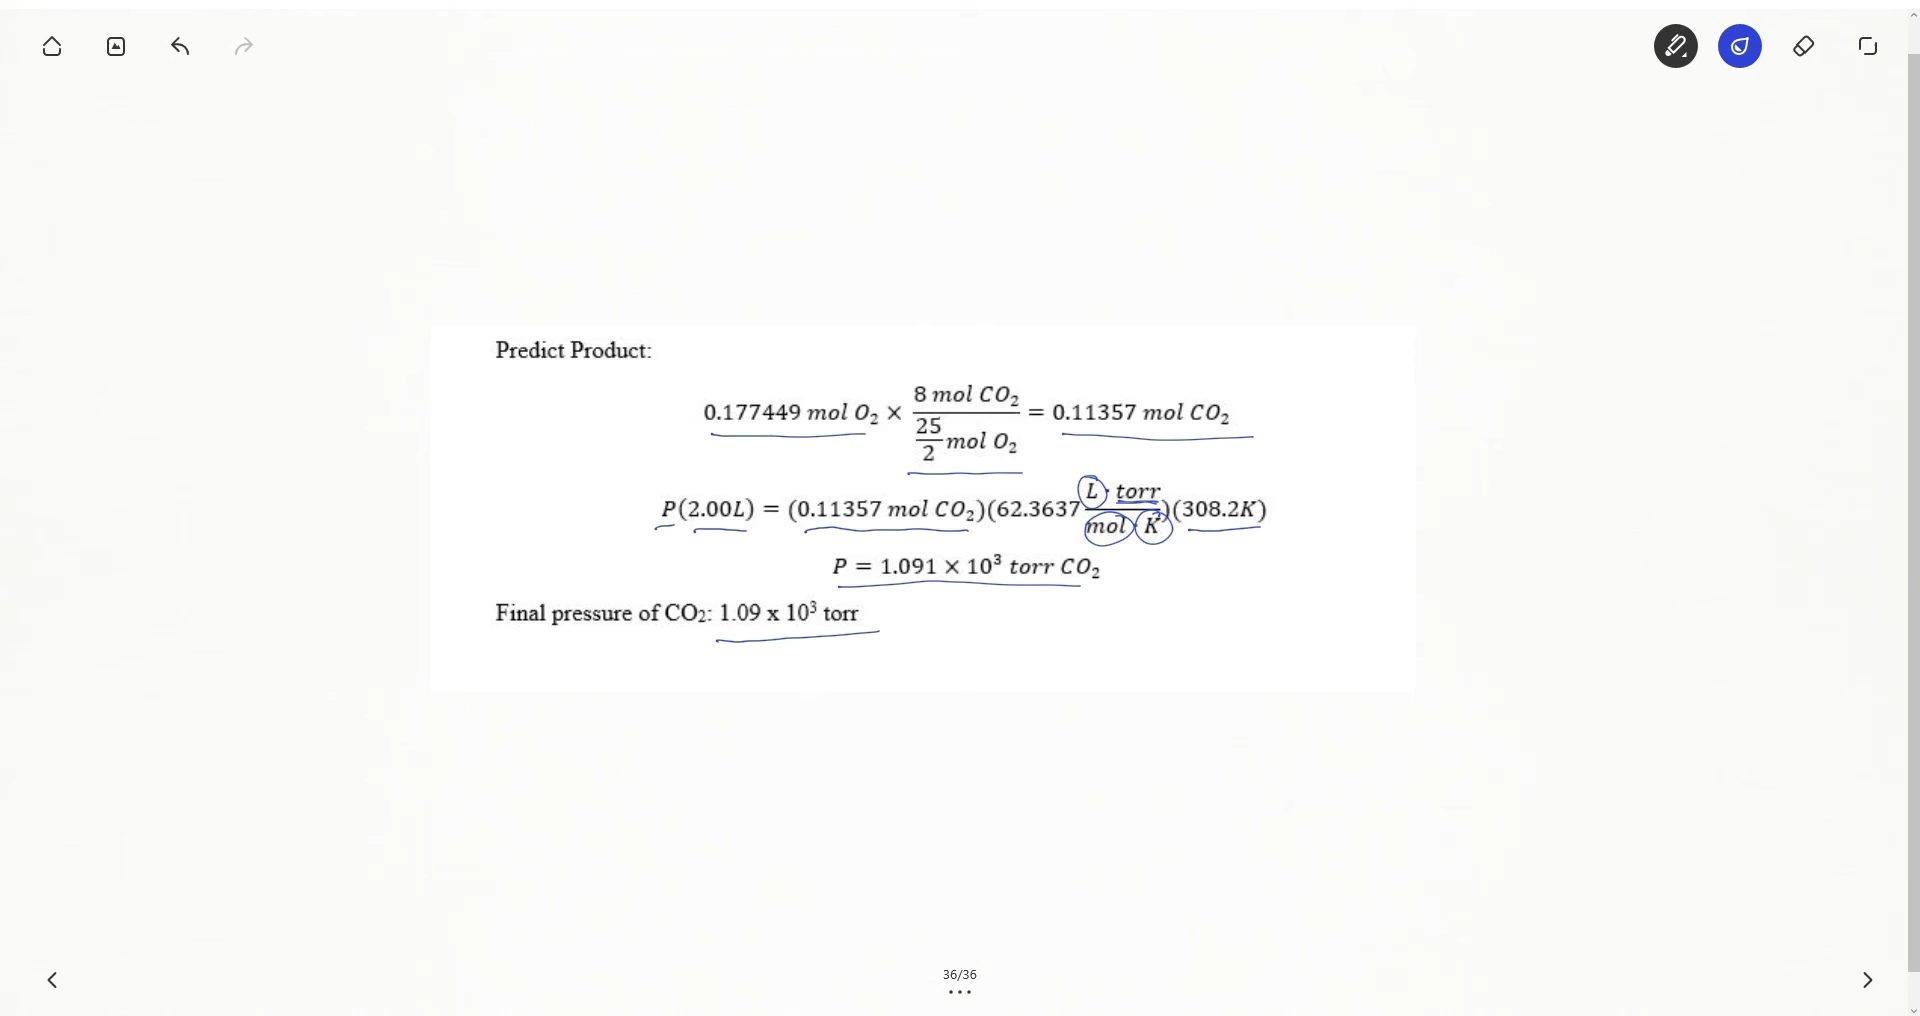 Predict Product:
0.177449 mol O₂ × 8 mol CO₂ / 25/2 mol O₂ = 0.11357 mol CO₂
P(2.00L) = (0.11357 mol CO₂)(62.3637 L · torr / mol · K)(308.2K)
P = 1.091 × 10³ torr CO₂
Final pressure of CO₂: 1.09 x 10³ torr
36/36